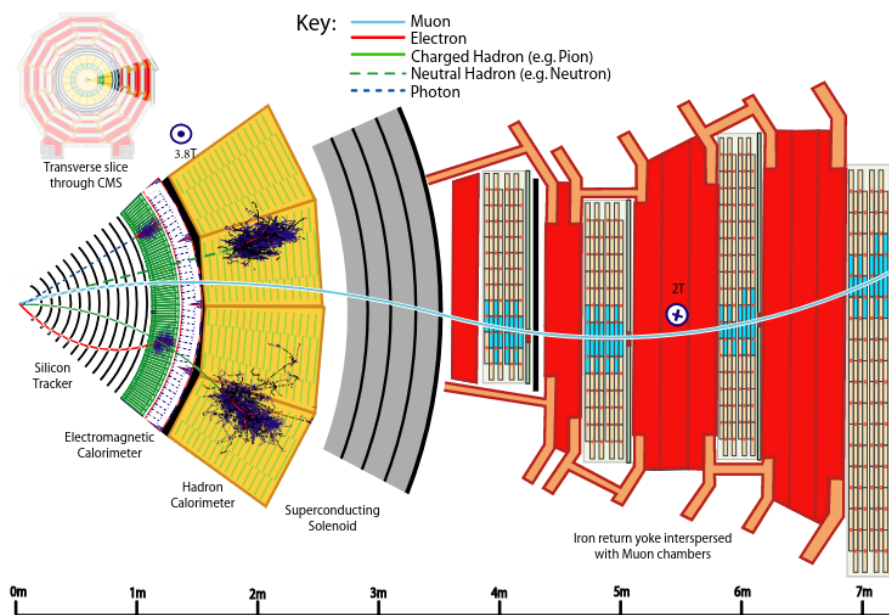 Key:
Muon
Electron
Charged Hadron (e.g. Pion)
Neutral Hadron (e.g. Neutron)
Photon
Transverse slice
through CMS
3.8T
2T
Silicon
Tracker
Electromagnetic
Calorimeter
Hadron
Calorimeter
Superconducting
Solenoid
Iron return yoke interspersed
with Muon chambers
0m
1m
2m
3m
4m
5m
6m
7m